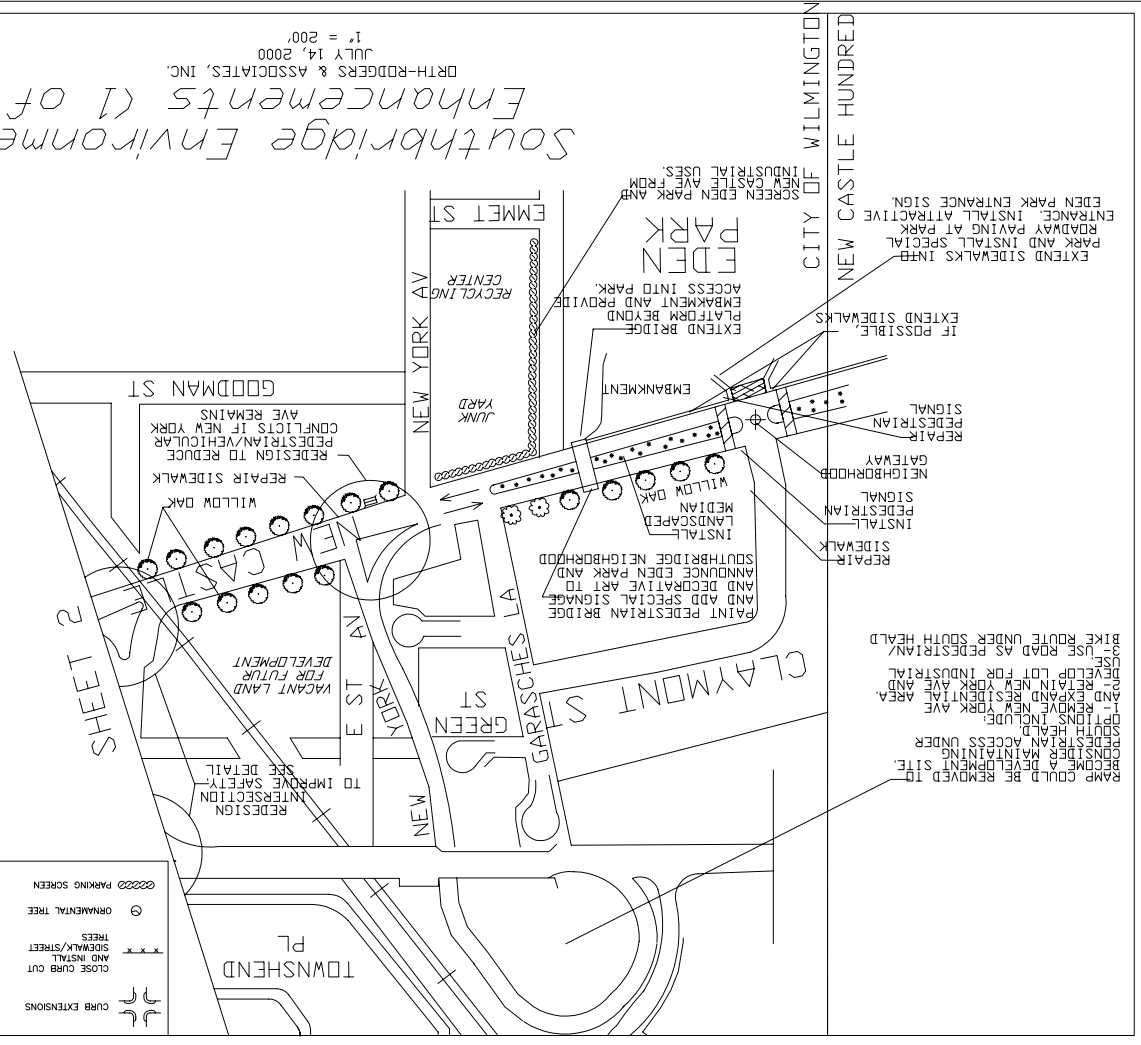 CURB EXTENSIONS
CLOSE CURB CUT
AND INSTALL
SIDEWALK/STREET
TREES
ORNAMENTAL TREE
PARKING SCREEN
TOWNSHEND
PL
RAMP COULD BE REMOVED TO
BECOME A DEVELOPMENT SITE.
CONSIDER MAINTAINING
PEDESTRIAN ACCESS UNDER
SOUTH HEALD.
OPTIONS INCLUDE:
1- REMOVE NEW YORK AVE
AND EXPAND RESIDENTIAL AREA.
2- RETAIN NEW YORK AVE AND
DEVELOP LOT FOR INDUSTRIAL
USE.
3- USE ROAD AS PEDESTRIAN/
BIKE ROUTE UNDER SOUTH HEALD
REDESIGN
INTERSECTION
TO IMPROVE SAFETY.
SEE DETAIL
CLAYMONT ST
GARASCHES LA
GREEN
ST
NEW YORK
E ST AV
VACANT LAND
FOR FUTUR
DEVELOPMENT
SHEET 2
REPAIR
SIDEWALK
INSTALL
PEDESTRIAN
SIGNAL
NEIGHBORHOOD
GATEWAY
REPAIR
PEDESTRIAN
SIGNAL
PAINT PEDESTRIAN BRIDGE
AND ADD SPECIAL SIGNAGE
AND DECORATIVE ART TO
ANNOUNCE EDEN PARK AND
SOUTHBRIDGE NEIGHBORHOOD
INSTALL
LANDSCAPED
MEDIAN
WILLOW OAK
NEW CAST
WILLOW OAK
REPAIR SIDEWALK
REDESIGN TO REDUCE
PEDESTRIAN/VEHICULAR
CONFLICTS IF NEW YORK
AVE REMAINS
GOODMAN ST
IF POSSIBLE,
EXTEND SIDEWALKS
EMBANKMENT
JUNK
YARD
NEW YORK AV
EXTEND BRIDGE
PLATFORM BEYOND
EMBANKMENT AND PROVIDE
ACCESS INTO PARK.
RECYCLING
CENTER
EXTEND SIDEWALKS INTO
PARK AND INSTALL SPECIAL
ROADWAY PAVING AT PARK
ENTRANCE. INSTALL ATTRACTIVE
EDEN PARK ENTRANCE SIGN.
EDEN
PARK
EMMET ST
SCREEN EDEN PARK AND
NEW CASTLE AVE FROM
INDUSTRIAL USES.
NEW CASTLE HUNDRED
CITY OF WILMINGTON
Southbridge Environme
Enhancements (1 of
ORTH-RODGERS & ASSOCIATES, INC.
JULY 14, 2000
1" = 200'